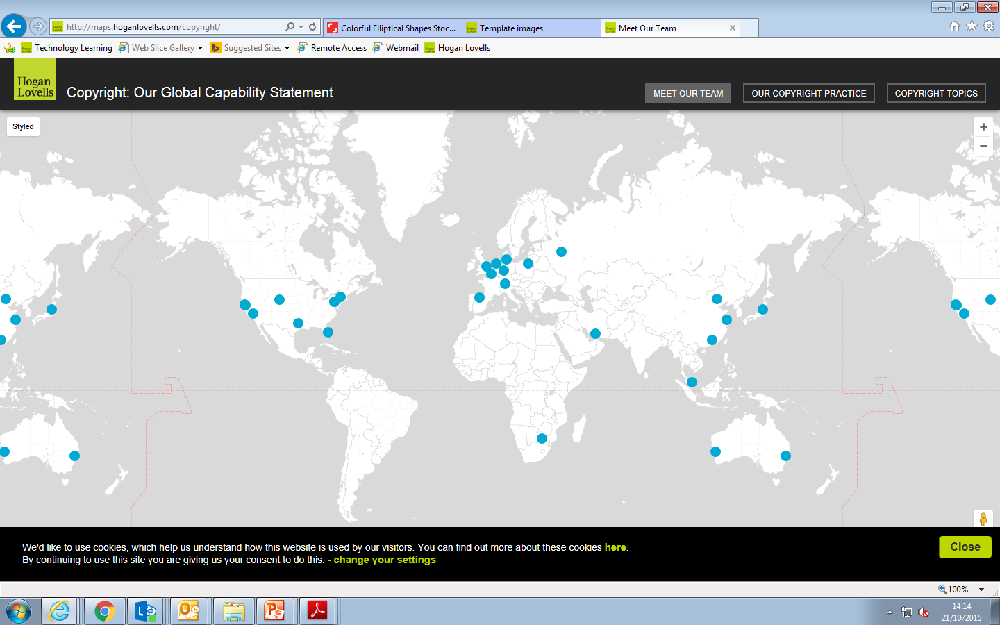 http://maps.hoganlovells.com/copyright/
Colorful Elliptical Shapes Stoc...
Template images
Meet Our Team
Technology Learning
Web Slice Gallery
Suggested Sites
Remote Access
Webmail
Hogan Lovells
Hogan
Lovells
Copyright: Our Global Capability Statement
MEET OUR TEAM
OUR COPYRIGHT PRACTICE
COPYRIGHT TOPICS
Styled
We'd like to use cookies, which help us understand how this website is used by our visitors. You can find out more about these cookies here.
By continuing to use this site you are giving us your consent to do this. - change your settings
Close
100%
14:14
21/10/2015